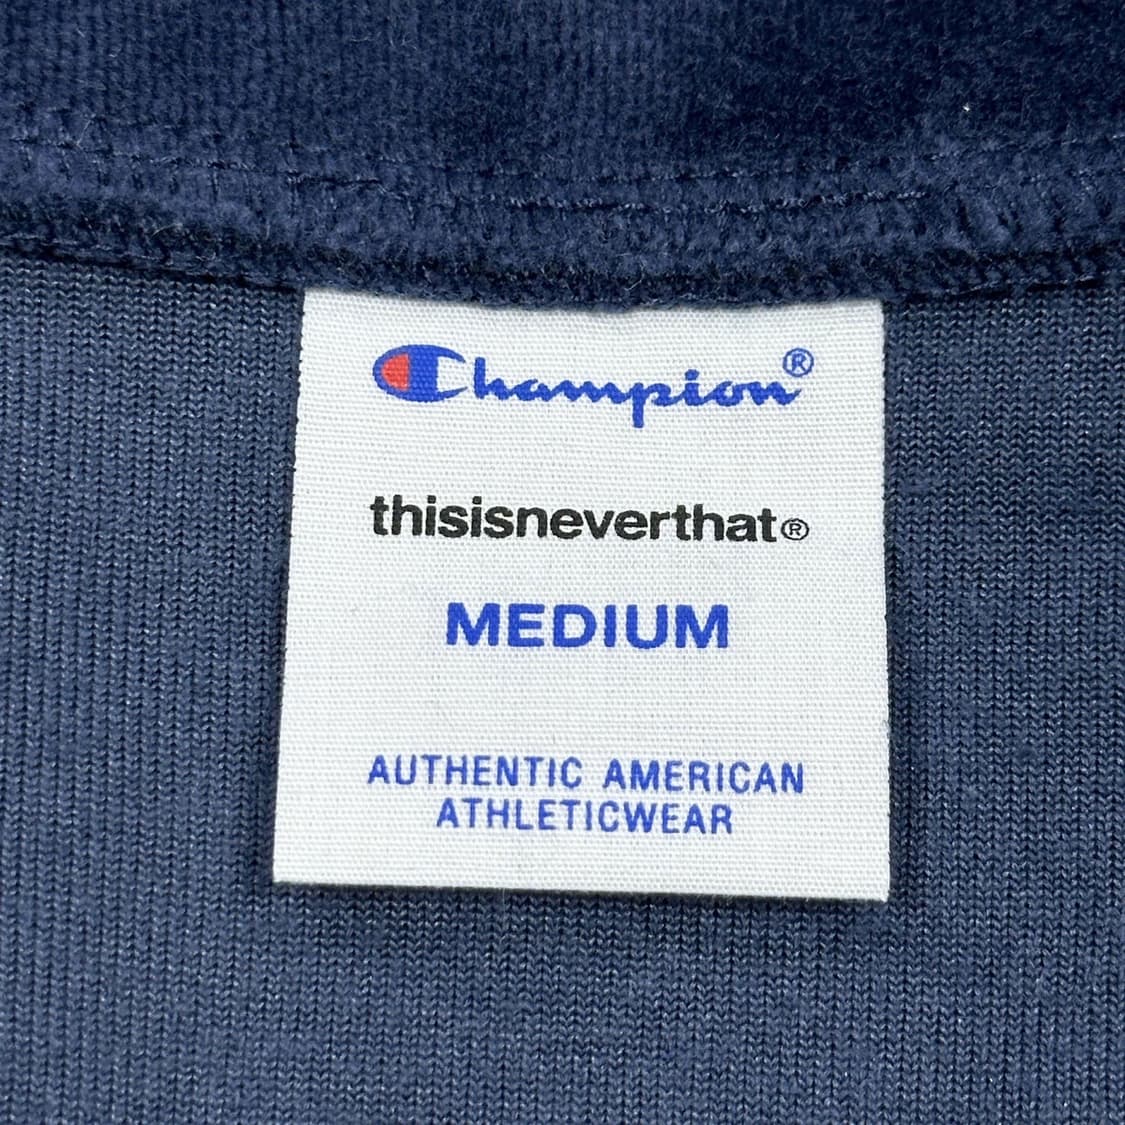 Champion®
thisisneverthat®
MEDIUM
AUTHENTIC AMERICAN
ATHLETICWEAR